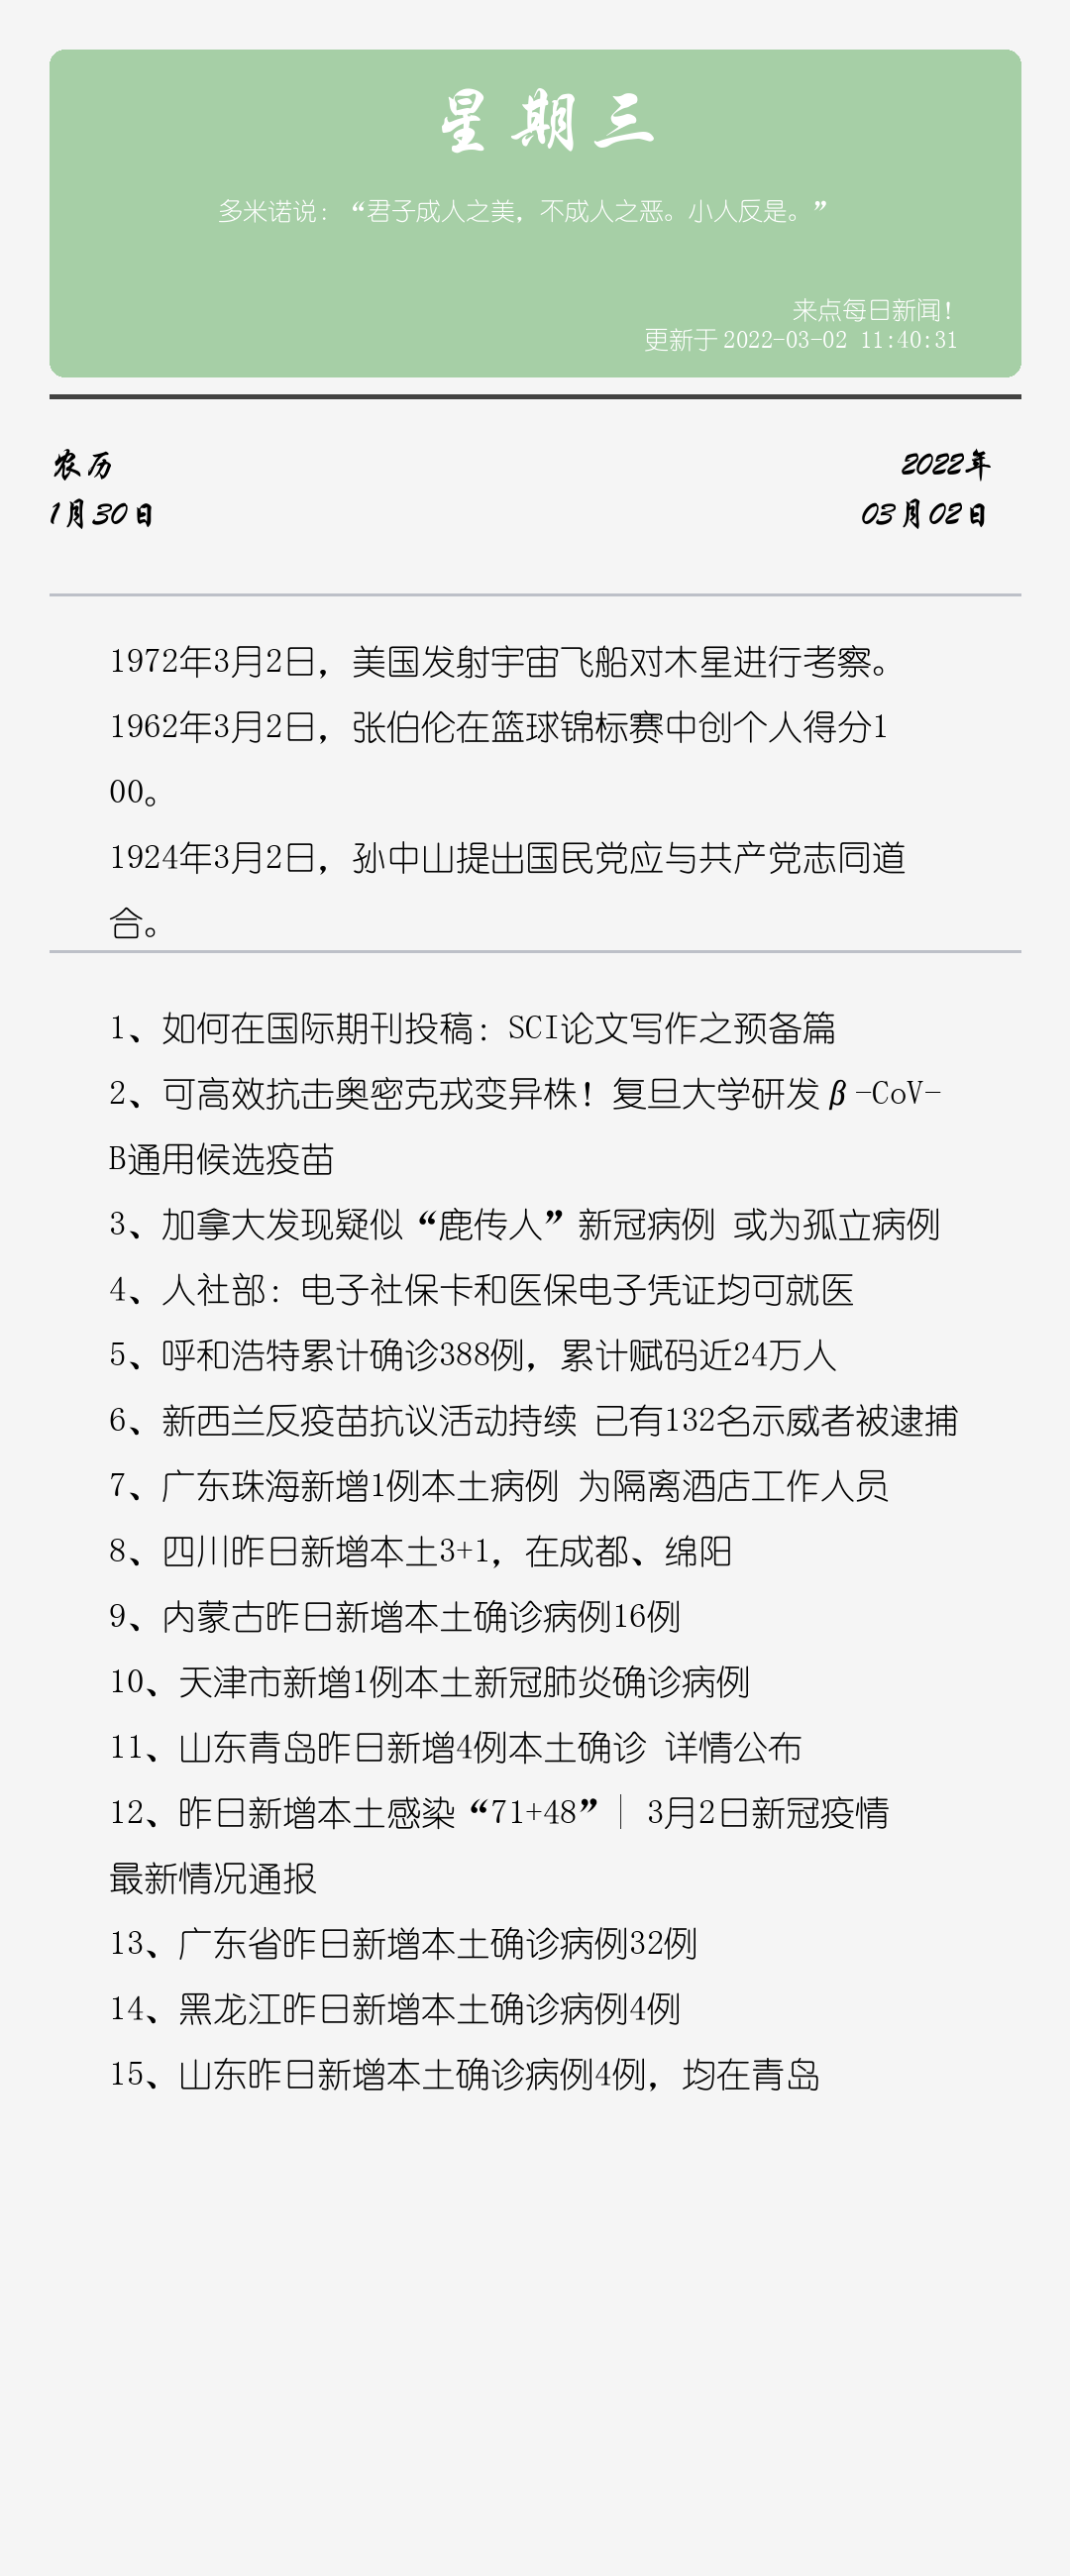 星期三
多米诺说：“君子成人之美，不成人之恶。小人反是。”
来点每日新闻！
更新于2022-03-02 11:40:31
农历
2022年
1月30日
03月02日
1972年3月2日，美国发射宇宙飞船对木星进行考察。
1962年3月2日，张伯伦在篮球锦标赛中创个人得分1
00。
1924年3月2日，孙中山提出国民党应与共产党志同道
合。
1、如何在国际期刊投稿：SCI论文写作之预备篇
2、可高效抗击奥密克戎变异株！复旦大学研发β-CoV-
B通用候选疫苗
3、加拿大发现疑似“鹿传人”新冠病例 或为孤立病例
4、人社部：电子社保卡和医保电子凭证均可就医
5、呼和浩特累计确诊388例，累计赋码近24万人
6、新西兰反疫苗抗议活动持续 已有132名示威者被逮捕
7、广东珠海新增1例本土病例 为隔离酒店工作人员
8、四川昨日新增本土3+1，在成都、绵阳
9、内蒙古昨日新增本土确诊病例16例
10、天津市新增1例本土新冠肺炎确诊病例
11、山东青岛昨日新增4例本土确诊 详情公布
12、昨日新增本土感染“71+48”｜ 3月2日新冠疫情
最新情况通报
13、广东省昨日新增本土确诊病例32例
14、黑龙江昨日新增本土确诊病例4例
15、山东昨日新增本土确诊病例4例，均在青岛